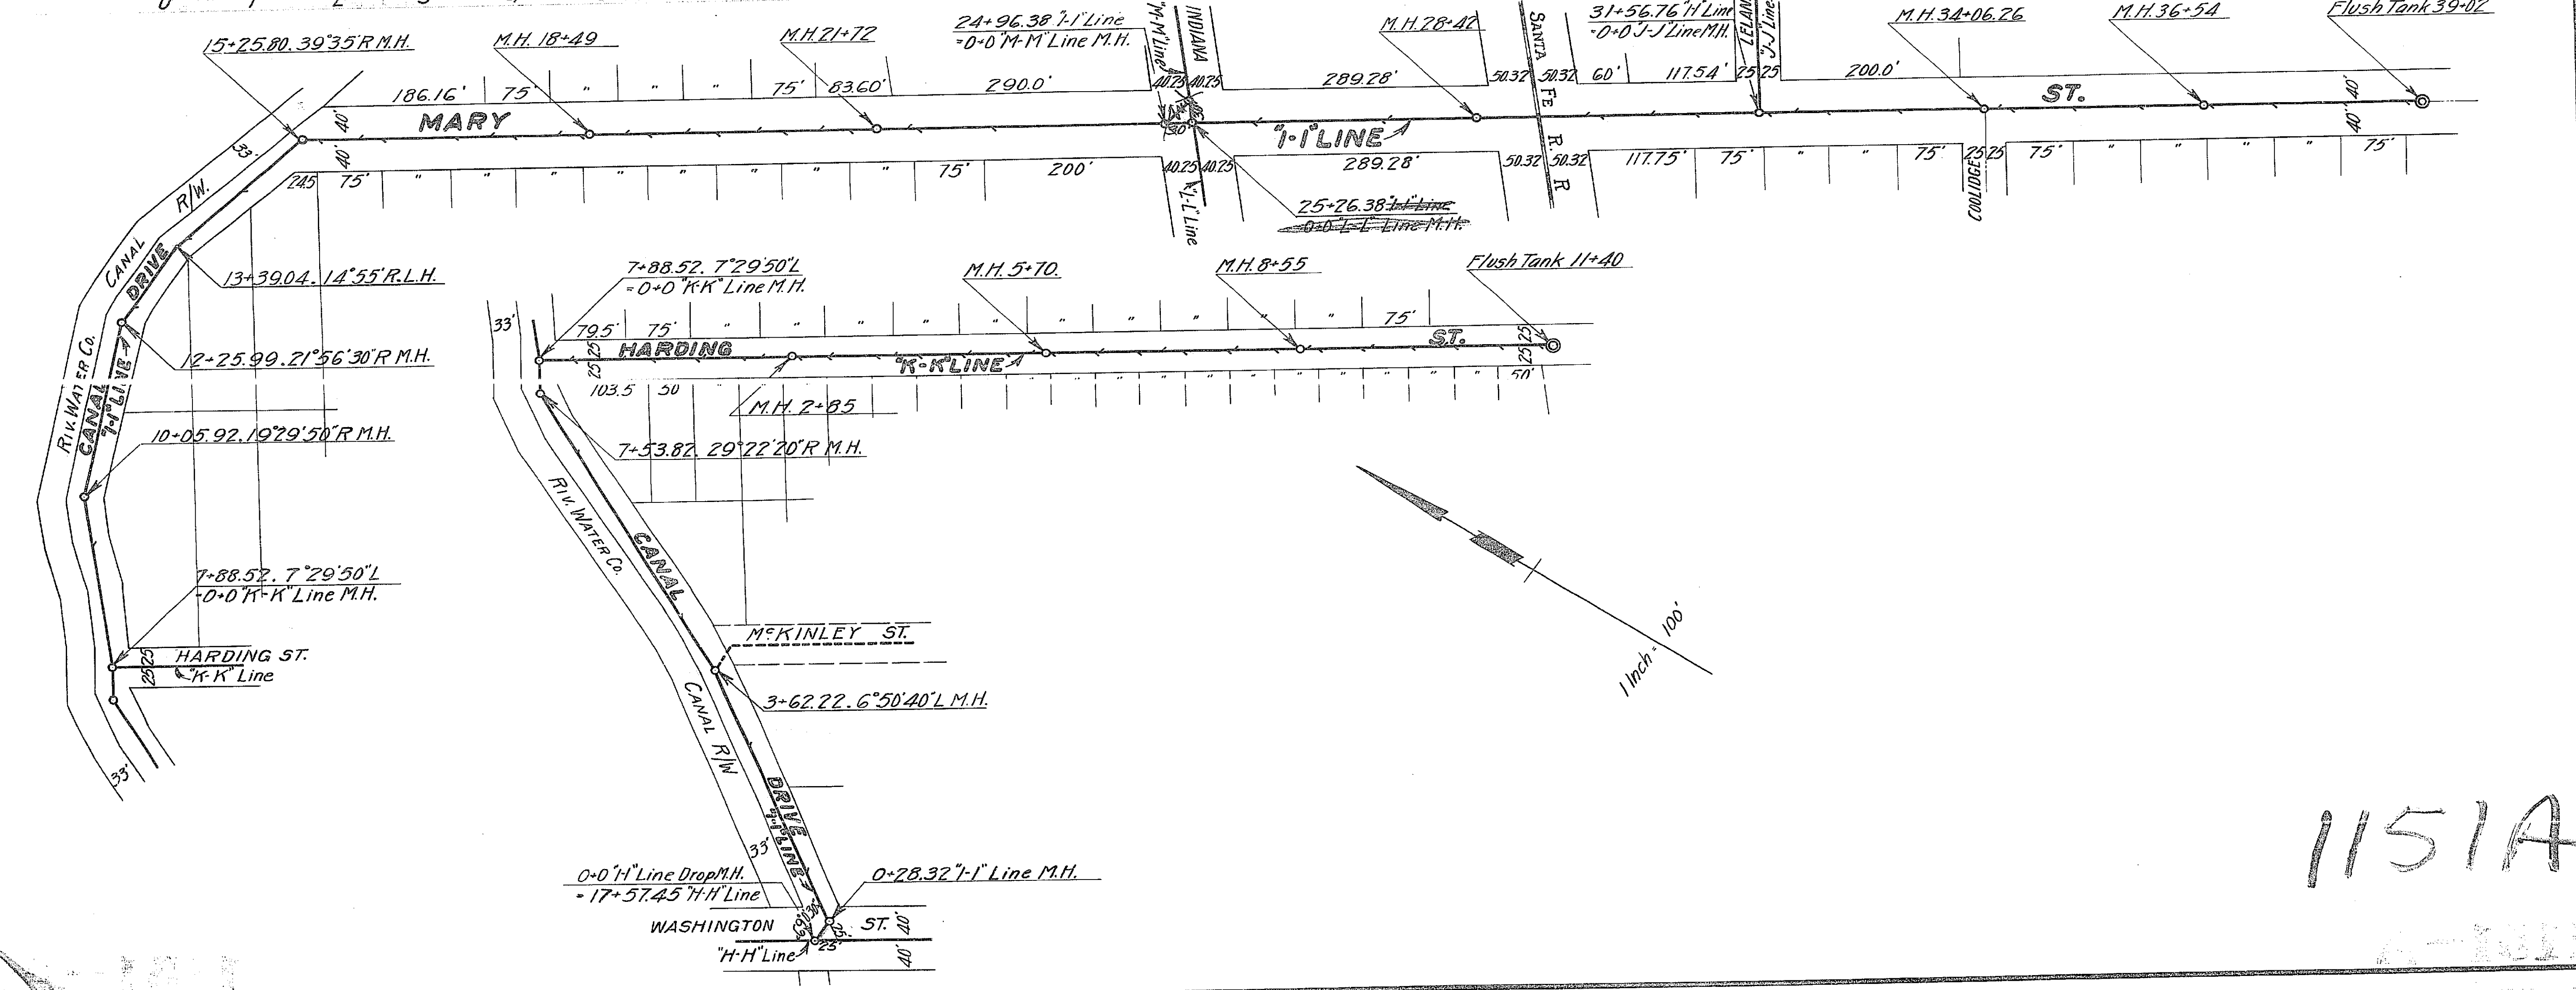 15+25.80. 39°35'R M.H.
M.H. 18+49
M.H. 21+72
24+96.38 "I-I" Line
=0+0 "M-M" Line M.H.
"M-M" Line
INDIANA
M.H. 28+42
SANTA FE R. R
31+56.76 "I-I" Line
=0+0 "J-J" Line M.H.
"J-J" Line
M.H. 34+06.26
M.H. 36+54
Flush Tank 39+02
186.16' 75' " " " " 75' 83.60' 290.0' 40.25 40.25 289.28' 50.32 50.32 60' 117.54' 25 25 200.0'
MARY ST.
40'
40'
40'
40'
"I-I" LINE
33'
245 75' " " " " " " " " 75' 200' 40.25 40.25 289.28' 50.32 50.32 117.75' 75' " " 75' 25 25 75' " " " " 75'
COOLIDGE
"L-L" Line
25+26.38 "I-I" Line
0+0 "L-L" Line M.H.
CANAL R/W.
CANAL DRIVE
"I-I" LINE
RIV. WATER CO.
13+39.04. 14°55'R. L.H.
12+25.99. 21°56'30"R M.H.
10+05.92. 19°29'50"R M.H.
7+88.52. 7°29'50"L
=0+0 "K-K" Line M.H.
HARDING ST.
"K-K" Line
25 25
33'
7+88.52. 7°29'50"L
=0+0 "K-K" Line M.H.
M.H. 5+70.
M.H. 8+55
Flush Tank 11+40
33'
79.5' 75' " " " " " " " " " " 75'
HARDING ST.
25 25
25 25
"K-K" LINE
103.5 50 " " " " " " " " " " " 50'
M.H. 2+85
7+53.82. 29°22'20"R M.H.
RIV. WATER CO.
CANAL
McKINLEY ST.
3+62.22. 6°50'40"L M.H.
CANAL R/W
DRIVE
"I-I" LINE
33'
0+0 "I-I" Line Drop M.H.
= 17+57.45 "H-H" Line
0+28.32 "I-I" Line M.H.
WASHINGTON ST.
40'
40'
25'
"H-H" Line
1 Inch = 100'
1151A